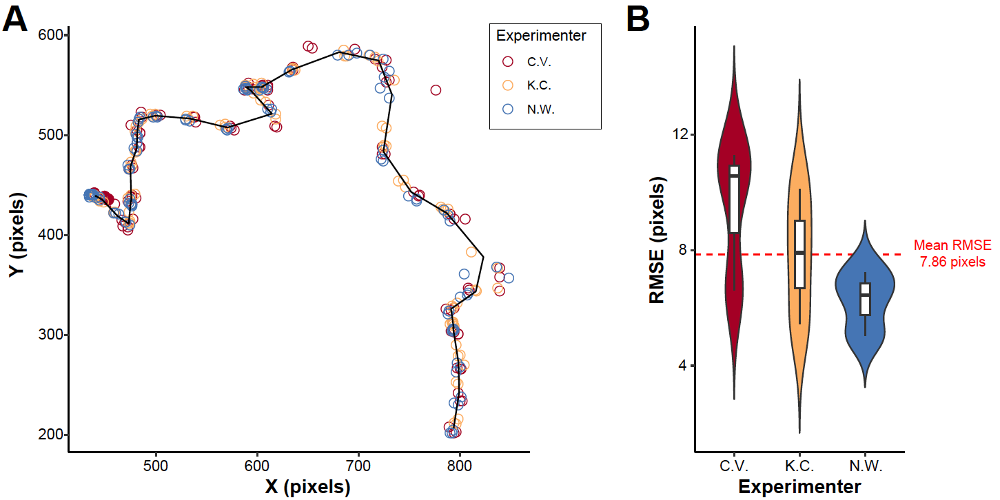 A
600
500
400
300
200
Y (pixels)
500
600
700
800
X (pixels)
Experimenter
C.V.
K.C.
N.W.
B
12
8
4
RMSE (pixels)
Mean RMSE
7.86 pixels
C.V.
K.C.
N.W.
Experimenter